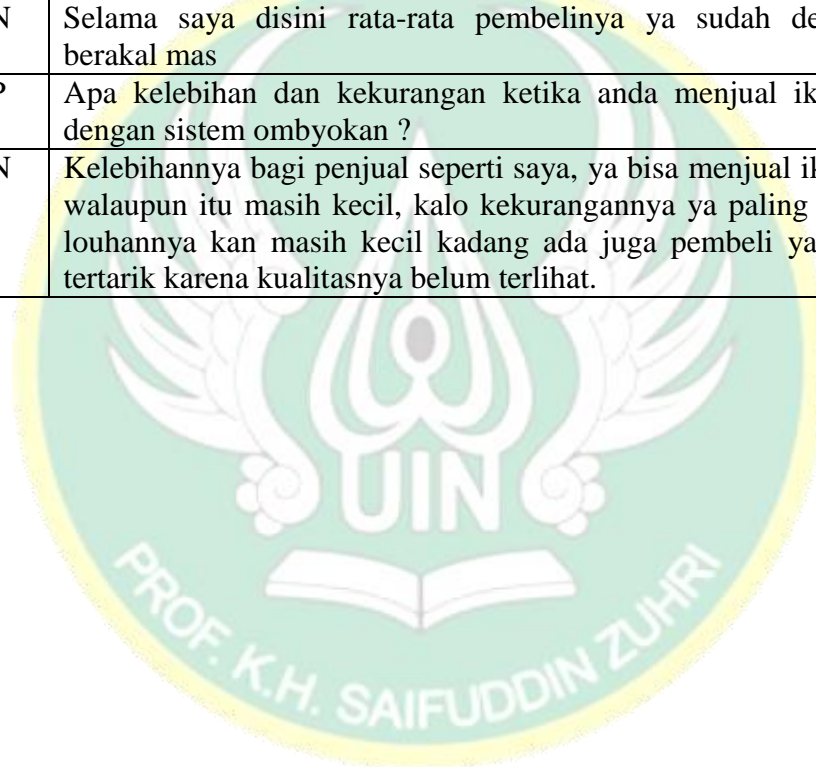 N Selama saya disini rata-rata pembelinya ya sudah de
berakal mas
P Apa kelebihan dan kekurangan ketika anda menjual ik
dengan sistem ombyokan ?
N Kelebihannya bagi penjual seperti saya, ya bisa menjual ik
walaupun itu masih kecil, kalo kekurangannya ya paling
louhannya kan masih kecil kadang ada juga pembeli ya
tertarik karena kualitasnya belum terlihat.
UIN
PROF. K.H. SAIFUDDIN ZUHRI